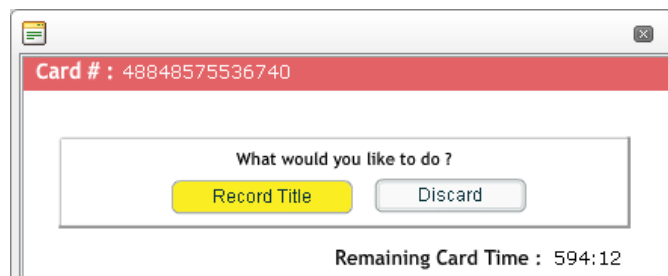 Card # : 48848575536740
What would you like to do ?
Record Title Discard
Remaining Card Time : 594:12